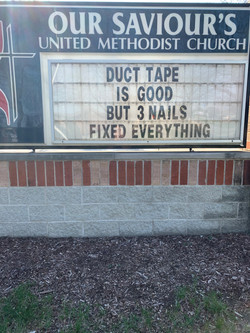 OUR SAVIOUR'S
UNITED METHODIST CHURCH
DUCT TAPE
IS GOOD
BUT 3 NAILS
FIXED EVERYTHING